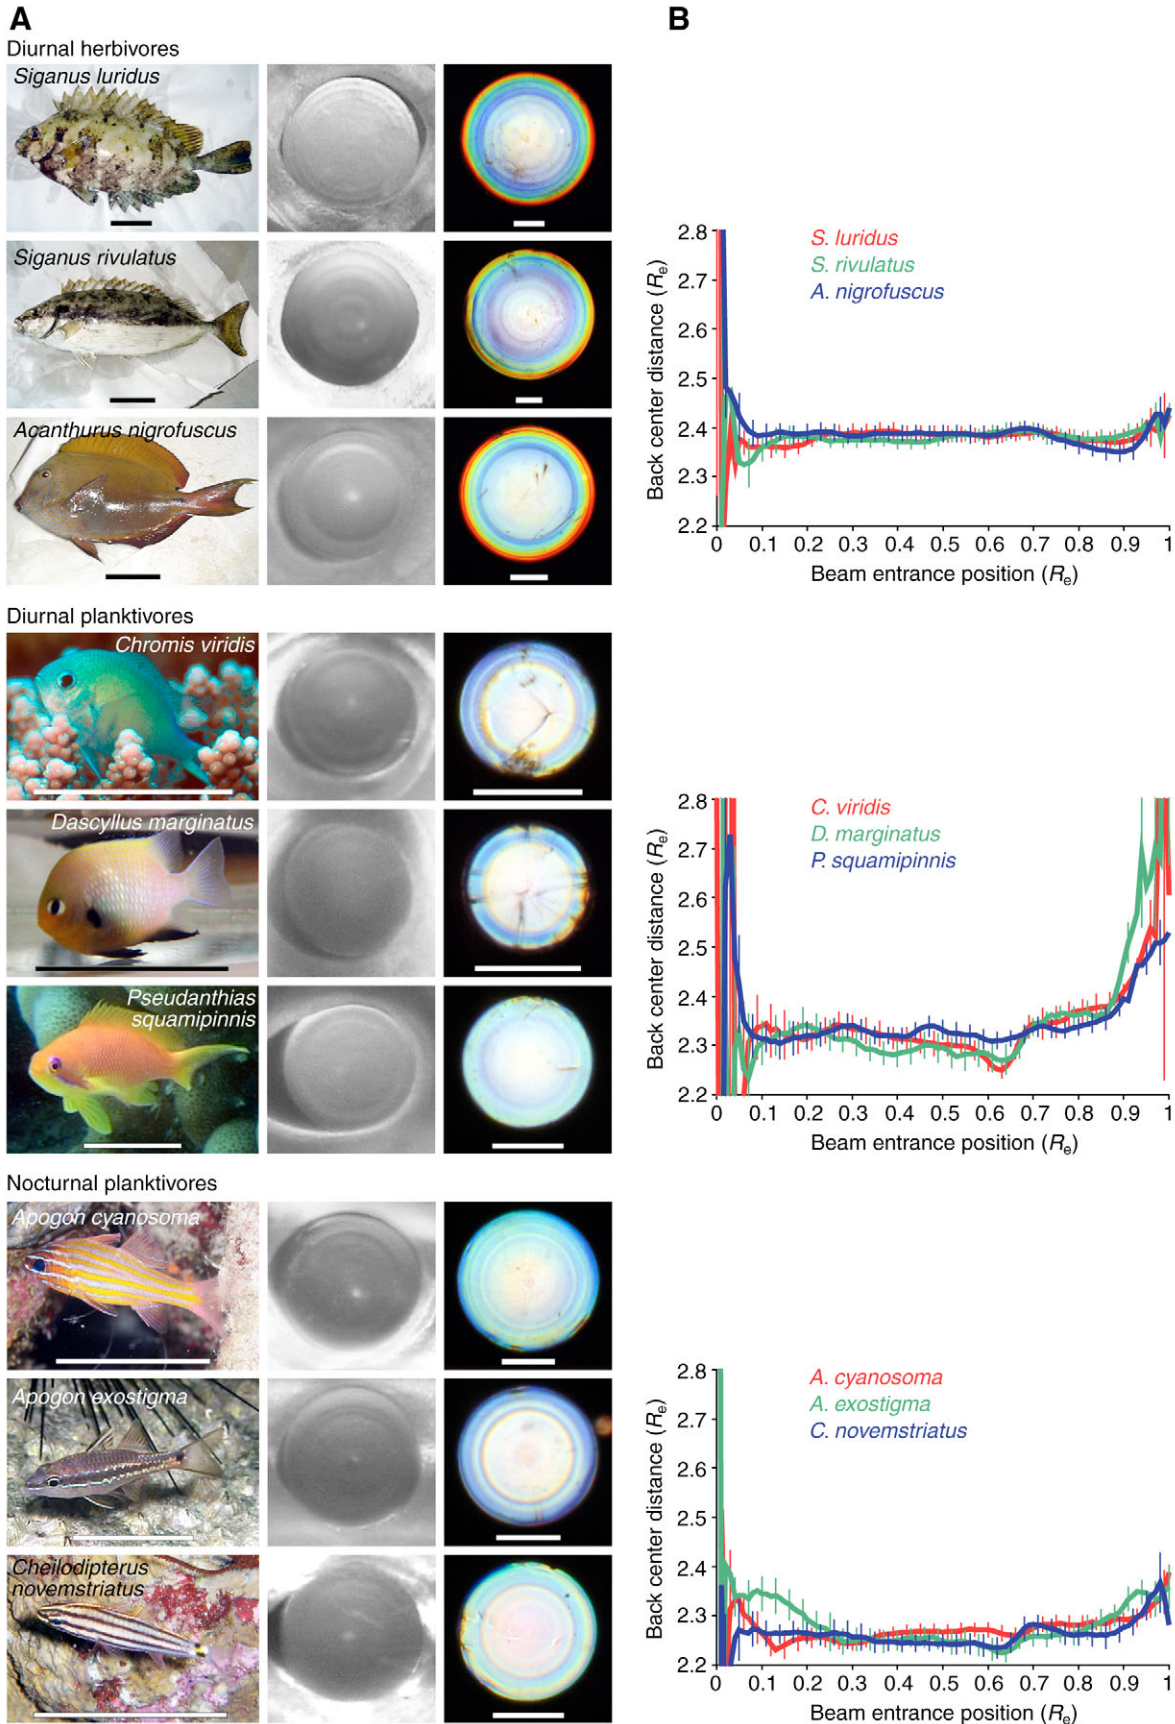 A
Diurnal herbivores
Siganus luridus
Siganus rivulatus
Acanthurus nigrofuscus
Diurnal planktivores
Chromis viridis
Dascyllus marginatus
Pseudanthias
squamipinnis
Nocturnal planktivores
Apogon cyanosoma
Apogon exostigma
Cheilodipterus
novemstriatus
B
2.8
2.7
2.6
2.5
2.4
2.3
2.2
Back center distance (Re)
S. luridus
S. rivulatus
A. nigrofuscus
0 0.1 0.2 0.3 0.4 0.5 0.6 0.7 0.8 0.9 1
Beam entrance position (Re)
2.8
2.7
2.6
2.5
2.4
2.3
2.2
Back center distance (Re)
C. viridis
D. marginatus
P. squamipinnis
0 0.1 0.2 0.3 0.4 0.5 0.6 0.7 0.8 0.9 1
Beam entrance position (Re)
2.8
2.7
2.6
2.5
2.4
2.3
2.2
Back center distance (Re)
A. cyanosoma
A. exostigma
C. novemstriatus
0 0.1 0.2 0.3 0.4 0.5 0.6 0.7 0.8 0.9 1
Beam entrance position (Re)